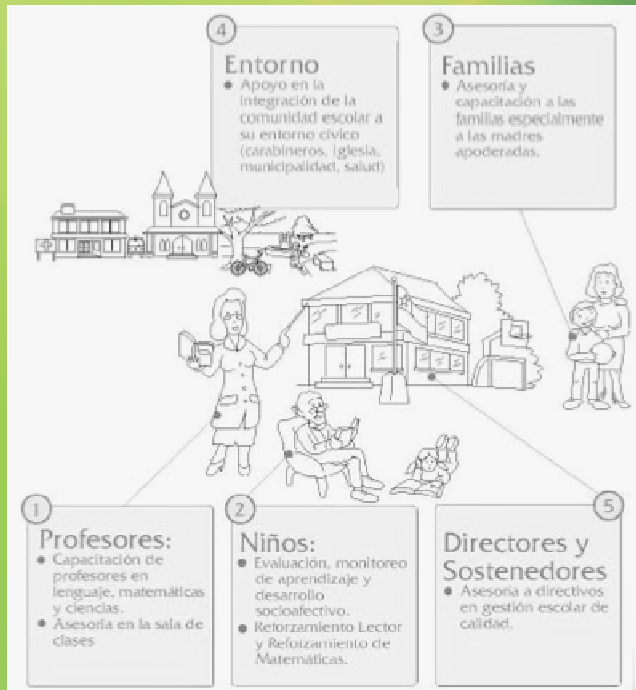 4
Entorno
● Apoyo en la
integración de la
comunidad escolar a
su entorno cívico
(carabineros, iglesia,
municipalidad, salud)
3
Familias
● Asesoría y
capacitación a las
familias especialmente
a las madres
apoderadas.
1
Profesores:
● Capacitación de
profesores en
lenguaje, matemáticas
y ciencias.
● Asesoría en la sala de
clases
2
Niños:
● Evaluación, monitoreo
de aprendizaje y
desarrollo
socioafectivo.
● Reforzamiento Lector
y Reforzamiento de
Matemáticas.
5
Directores y
Sostenedores
● Asesoría a directivos
en gestión escolar de
calidad.